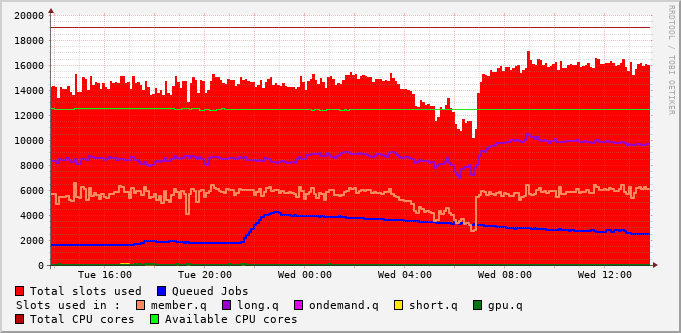 20000
18000
16000
14000
12000
10000
8000
6000
4000
2000
0
Tue 16:00 Tue 20:00 Wed 00:00 Wed 04:00 Wed 08:00 Wed 12:00
Total slots used Queued Jobs
Slots used in : member.q long.q ondemand.q short.q gpu.q
Total CPU cores Available CPU cores
RRDTOOL / TOBI OETIKER